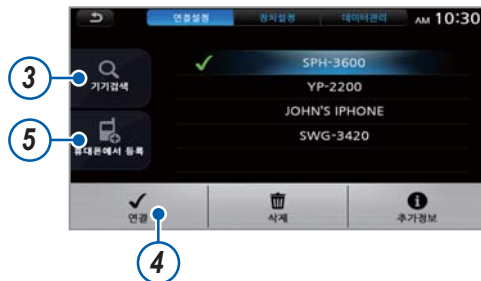 연결설정 장치설정 데이터관리 AM 10:30
3
기기검색
SPH-3600
YP-2200
JOHN'S IPHONE
SWG-3420
5
휴대폰에서 등록
연결 삭제 추가정보
4